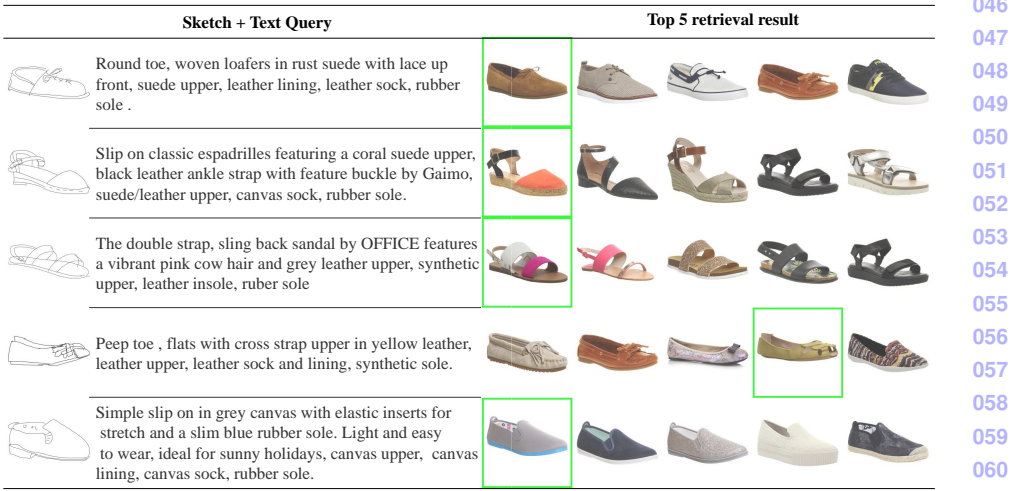 Sketch + Text Query
Top 5 retrieval result
Round toe, woven loafers in rust suede with lace up
front, suede upper, leather lining, leather sock, rubber
sole .
Slip on classic espadrilles featuring a coral suede upper,
black leather ankle strap with feature buckle by Gaimo,
suede/leather upper, canvas sock, rubber sole.
The double strap, sling back sandal by OFFICE features
a vibrant pink cow hair and grey leather upper, synthetic
upper, leather insole, ruber sole
Peep toe , flats with cross strap upper in yellow leather,
leather upper, leather sock and lining, synthetic sole.
Simple slip on in grey canvas with elastic inserts for
stretch and a slim blue rubber sole. Light and easy
to wear, ideal for sunny holidays, canvas upper, canvas
lining, canvas sock, rubber sole.
046
047
048
049
050
051
052
053
054
055
056
057
058
059
060